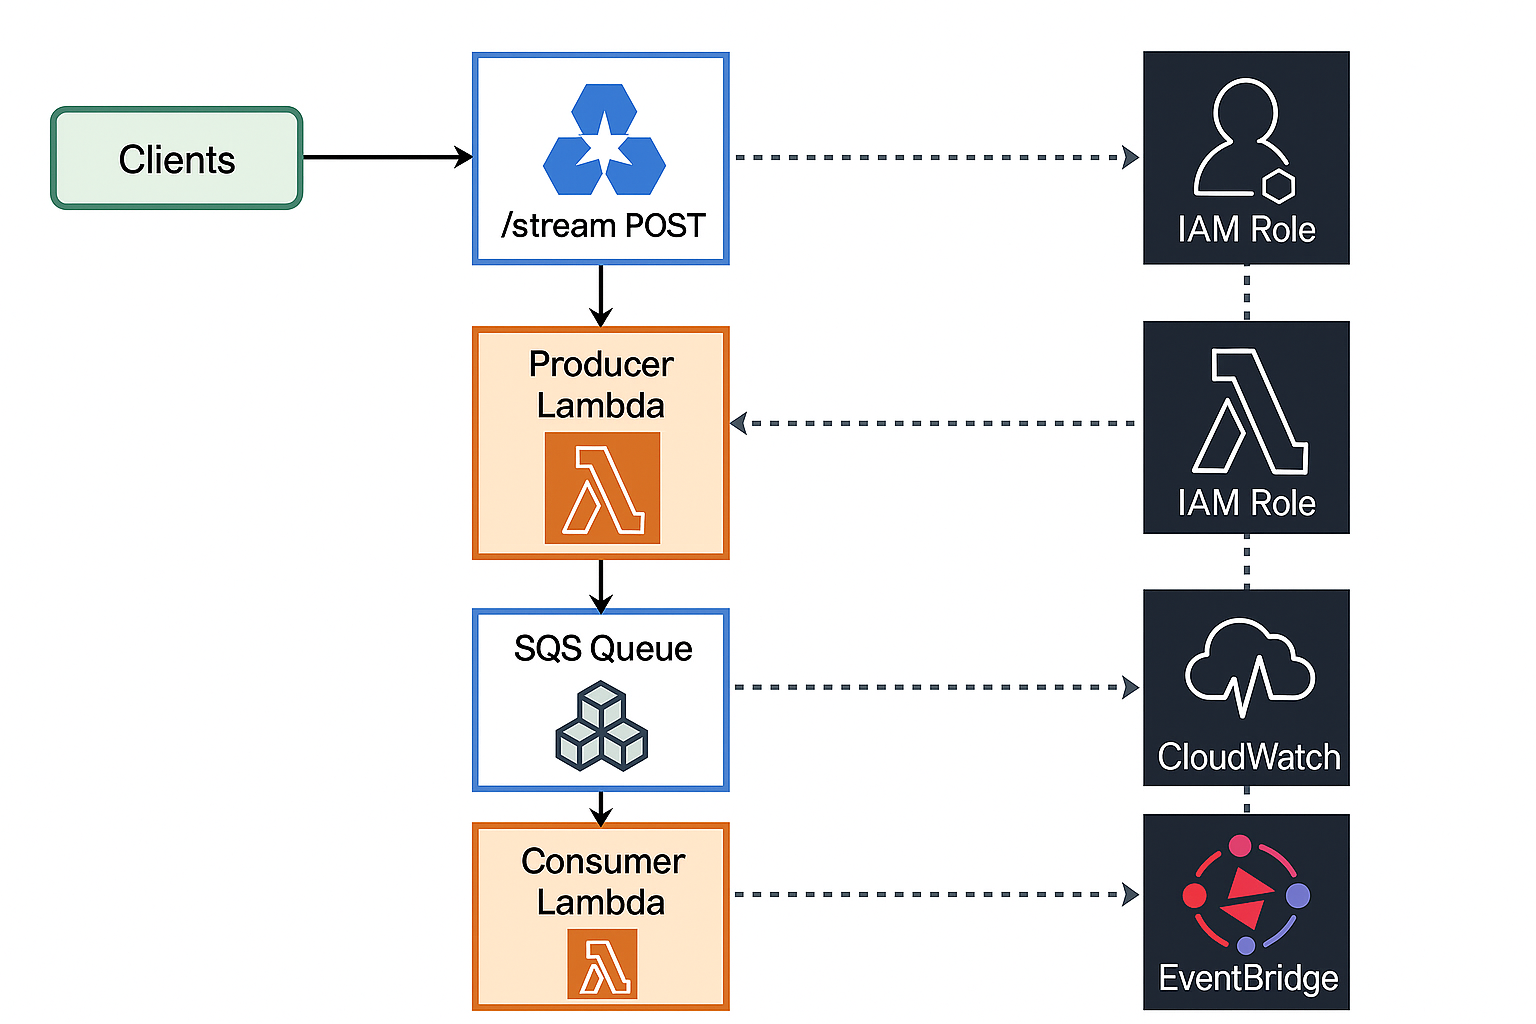 Clients
/stream POST
IAM Role
Producer
Lambda
IAM Role
SQS Queue
CloudWatch
Consumer
Lambda
EventBridge